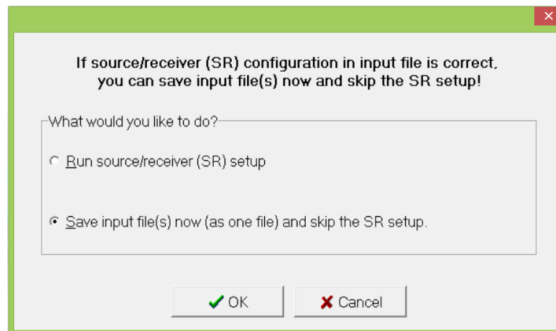 If source/receiver (SR) configuration in input file is correct,
you can save input file(s) now and skip the SR setup!
What would you like to do?
Run source/receiver (SR) setup
Save input file(s) now (as one file) and skip the SR setup.
OK
Cancel